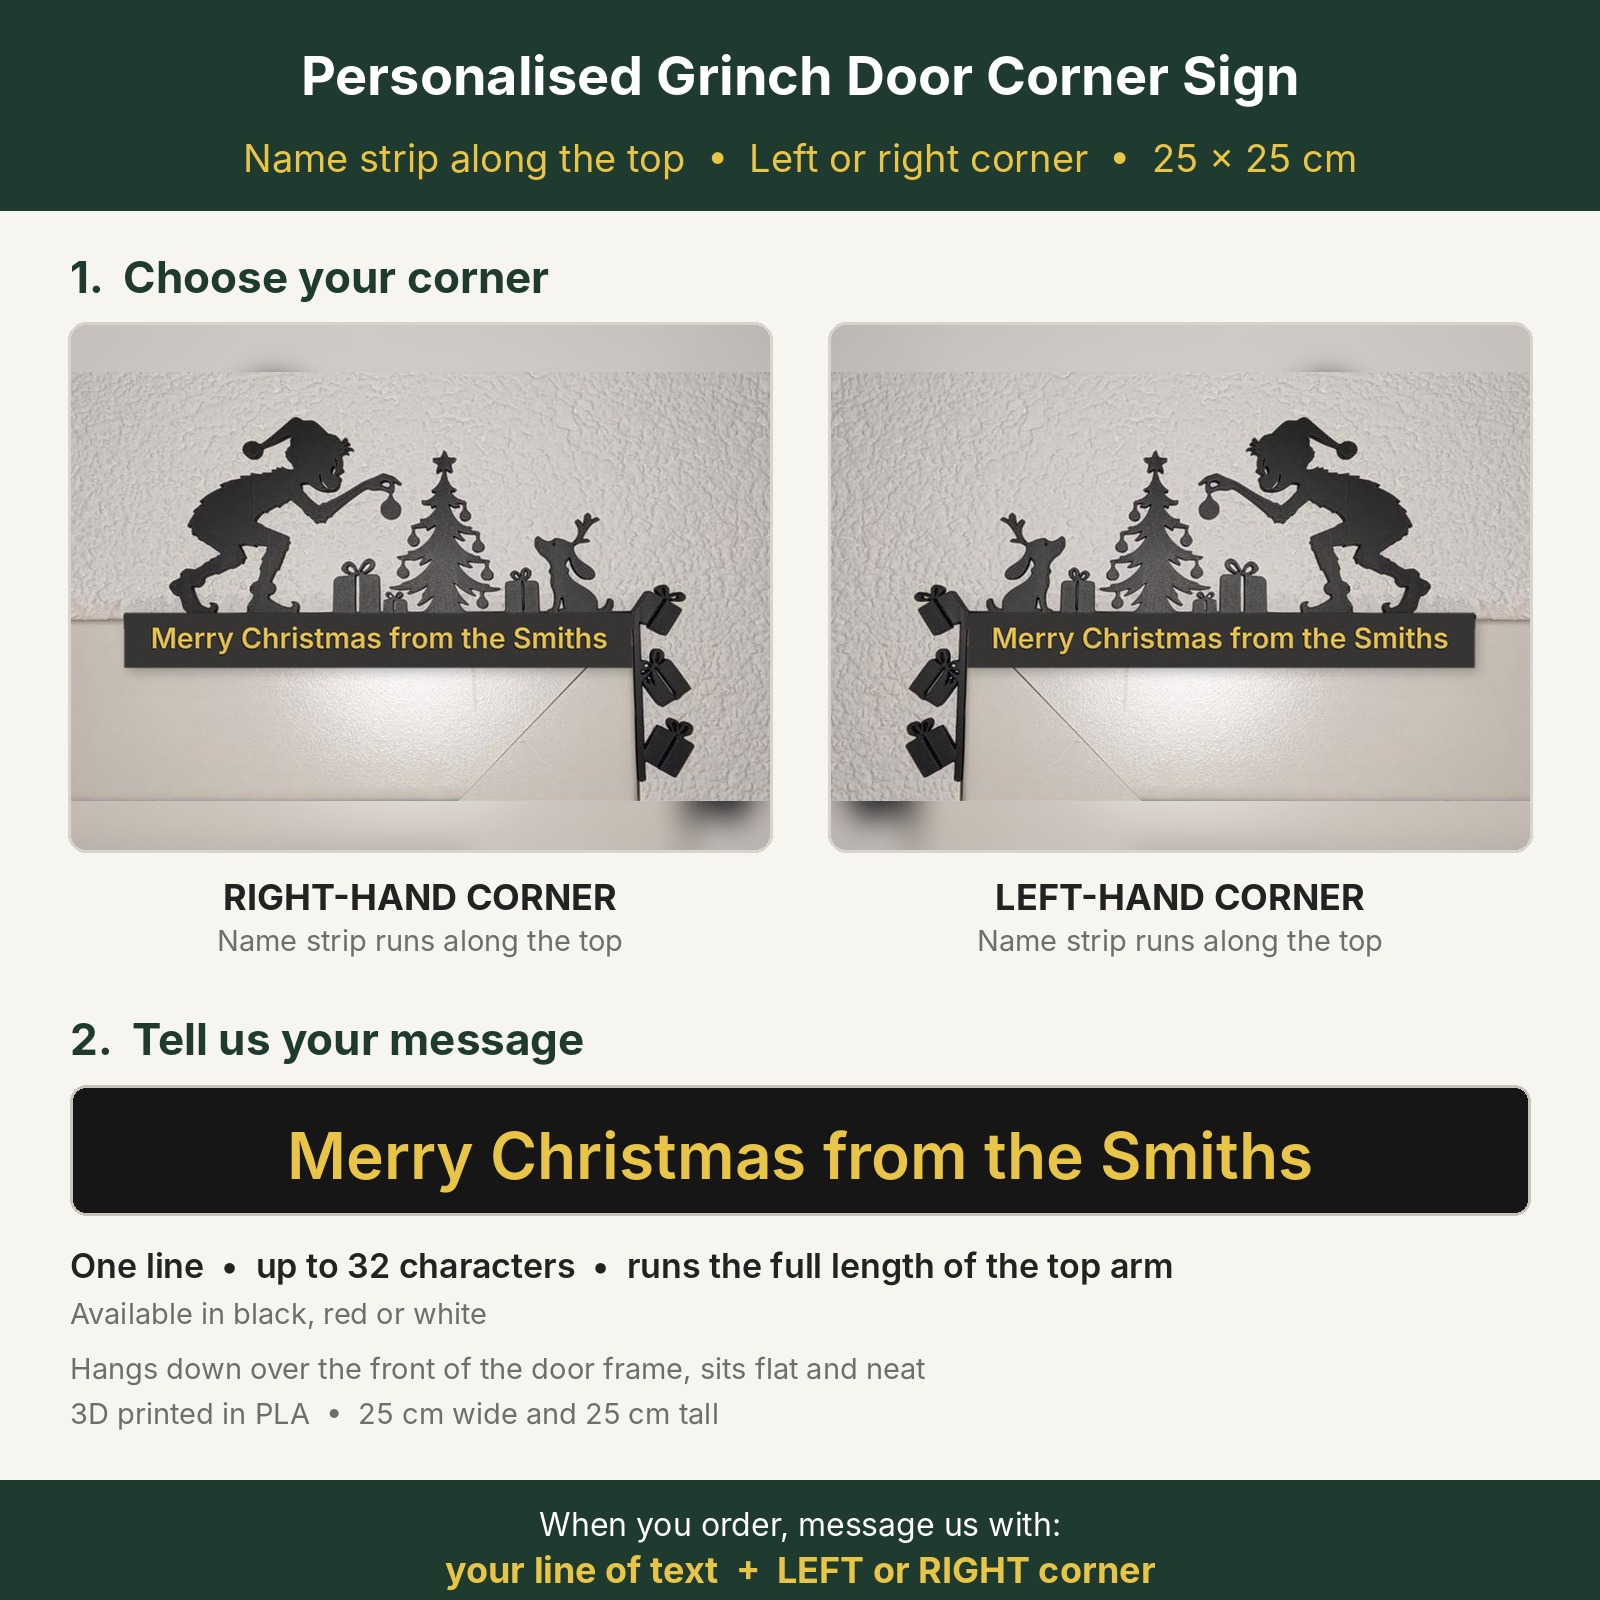 Personalised Grinch Door Corner Sign
Name strip along the top • Left or right corner • 25 × 25 cm
1. Choose your corner
Merry Christmas from the Smiths
Merry Christmas from the Smiths
RIGHT-HAND CORNER
Name strip runs along the top
LEFT-HAND CORNER
Name strip runs along the top
2. Tell us your message
Merry Christmas from the Smiths
One line • up to 32 characters • runs the full length of the top arm
Available in black, red or white
Hangs down over the front of the door frame, sits flat and neat
3D printed in PLA • 25 cm wide and 25 cm tall
When you order, message us with:
your line of text + LEFT or RIGHT corner